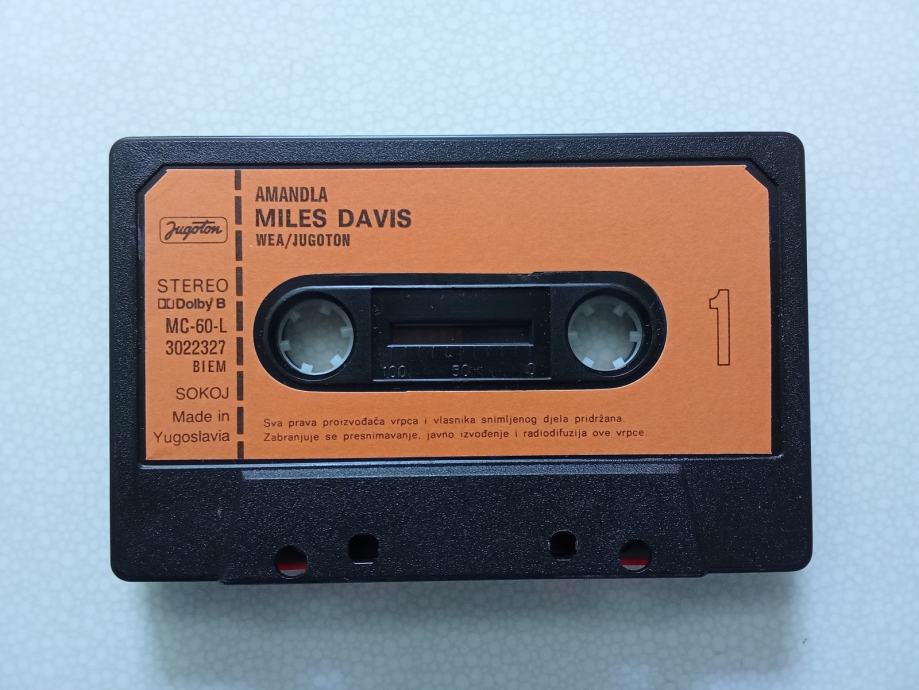 AMANDLA
MILES DAVIS
WEA/JUGOTON
Jugoton
STEREO
Dolby B
MC-60-L
3022327
BIEM
SOKOJ
Made in
Yugoslavia
1
100 50 0
Sva prava proizvođača vrpca i vlasnika snimljenog djela pridržana.
Zabranjuje se presnimavanje, javno izvođenje i radiodifuzija ove vrpce.